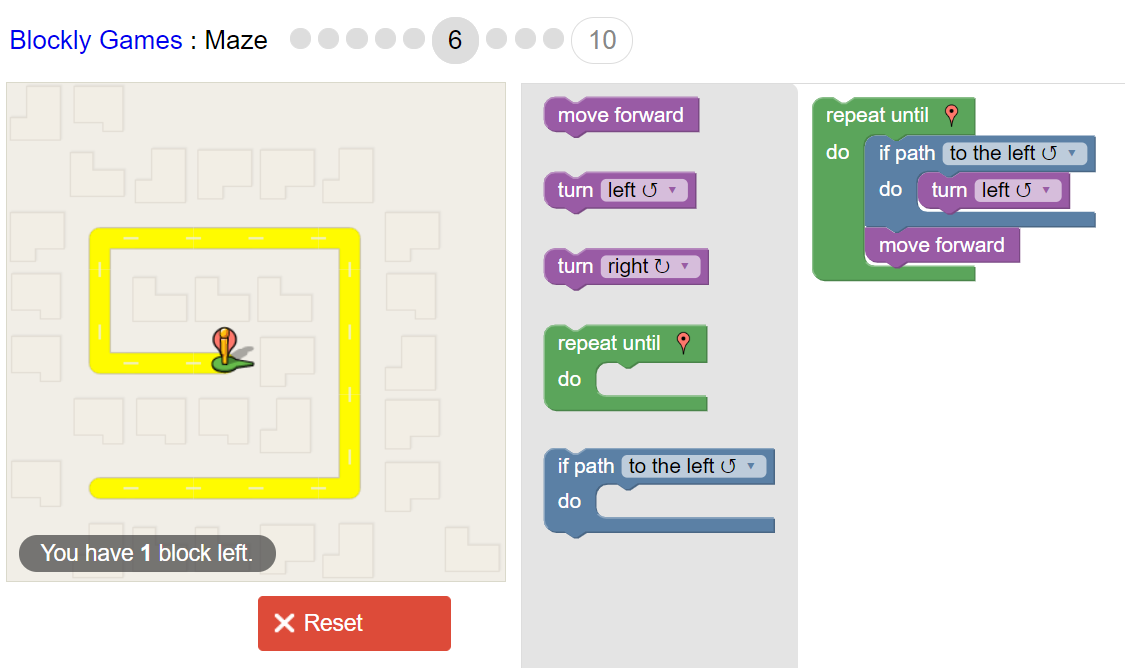 Blockly Games : Maze
6
10
You have 1 block left.
Reset
move forward
turn left ↺ ▼
turn right ↻ ▼
repeat until
do
if path to the left ↺ ▼
do
repeat until
do
if path to the left ↺ ▼
do
turn left ↺ ▼
move forward